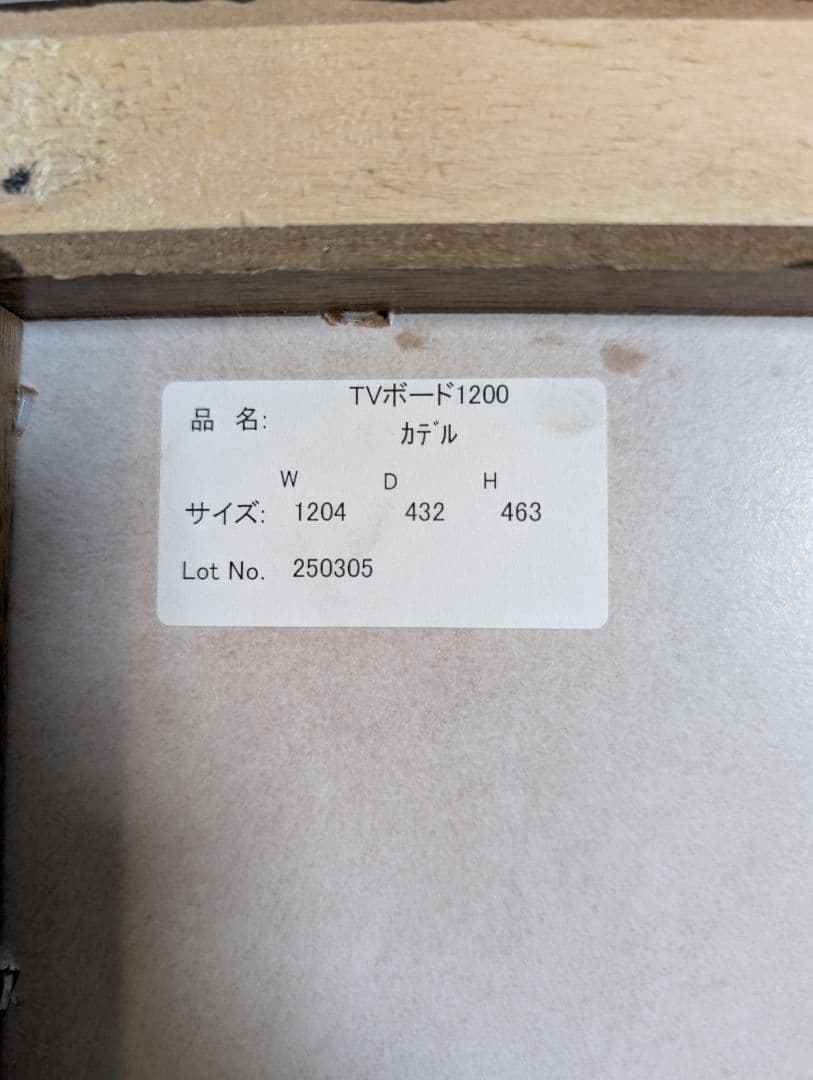 TVボード1200
品 名:
ｶﾃﾞﾙ
W D H
サイズ: 1204 432 463
Lot No. 250305